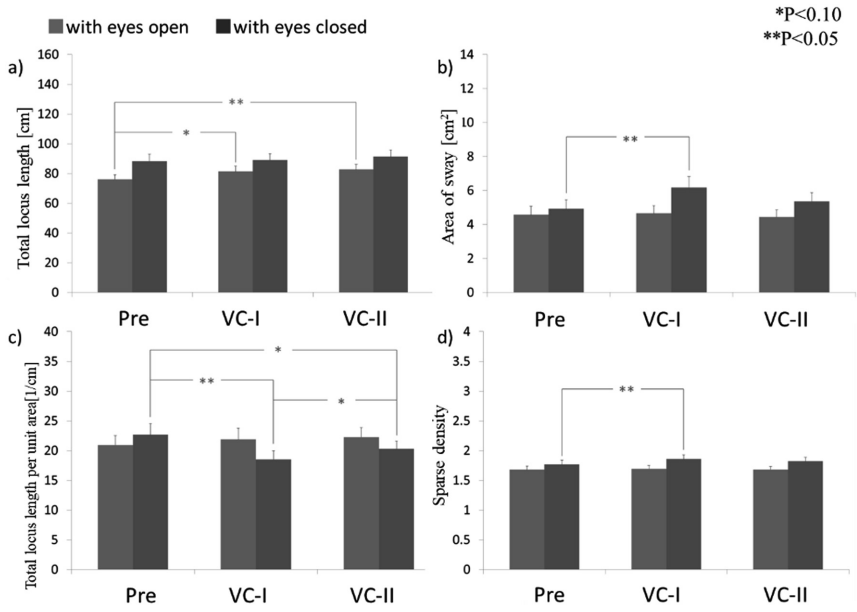 with eyes open with eyes closed
*P<0.10
**P<0.05
a)
Total locus length [cm]
160
140
120
100
80
60
40
20
0
**
*
Pre VC-I VC-II
b)
Area of sway [cm²]
14
12
10
8
6
4
2
0
**
Pre VC-I VC-II
c)
Total locus length per unit area[1/cm]
40
35
30
25
20
15
10
5
0
*
**
*
Pre VC-I VC-II
d)
Sparse density
4
3.5
3
2.5
2
1.5
1
0.5
0
**
Pre VC-I VC-II